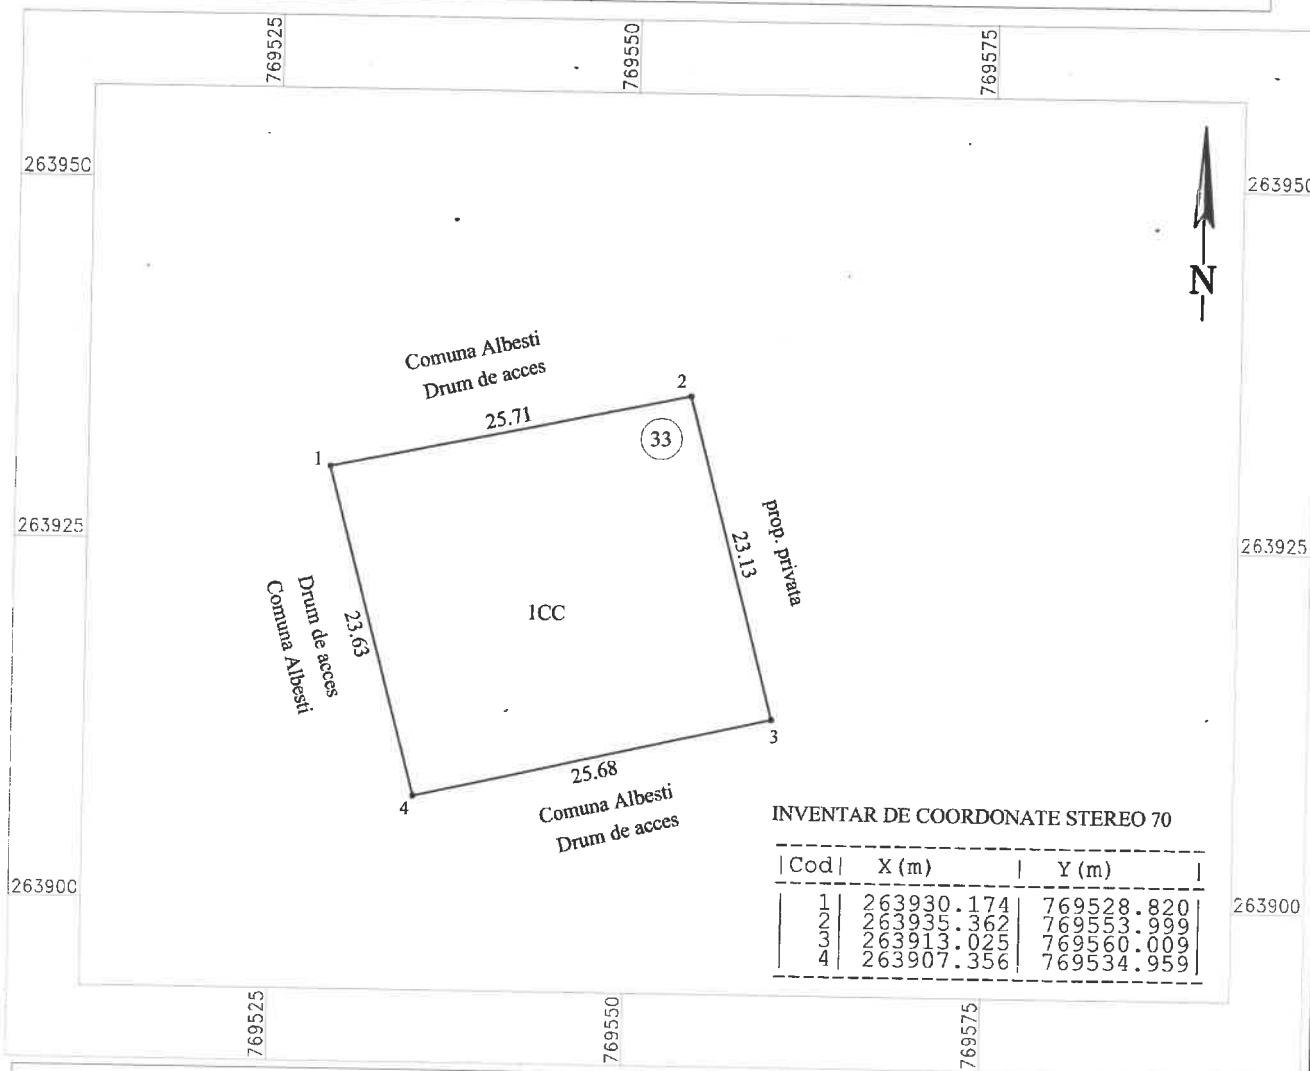 769525
769550
769575
263950
263950
N
Comuna Albesti
Drum de acces
2
25.71
33
1
263925
263925
prop. privata
23.13
Drum de acces
Comuna Albesti
23.63
1CC
3
25.68
4
Comuna Albesti
Drum de acces
INVENTAR DE COORDONATE STEREO 70
|Cod| X(m) | Y(m) |
| 1| 263930.174| 769528.820|
| 2| 263935.362| 769553.999|
| 3| 263913.025| 769560.009|
| 4| 263907.356| 769534.959|
263900
263900
769525
769550
769575